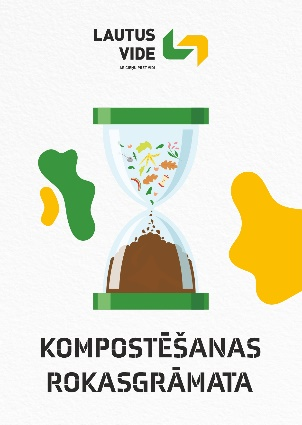 LAUTUS
VIDE
KOMPOSTĒŠANAS
ROKASGRĀMATA